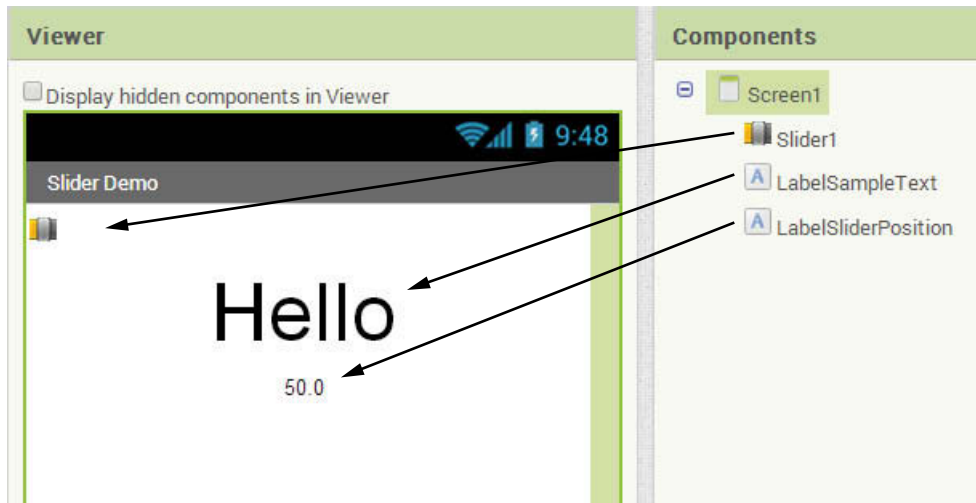 Viewer
Display hidden components in Viewer
9:48
Slider Demo
Hello
50.0
Components
Screen1
Slider1
A LabelSampleText
A LabelSliderPosition